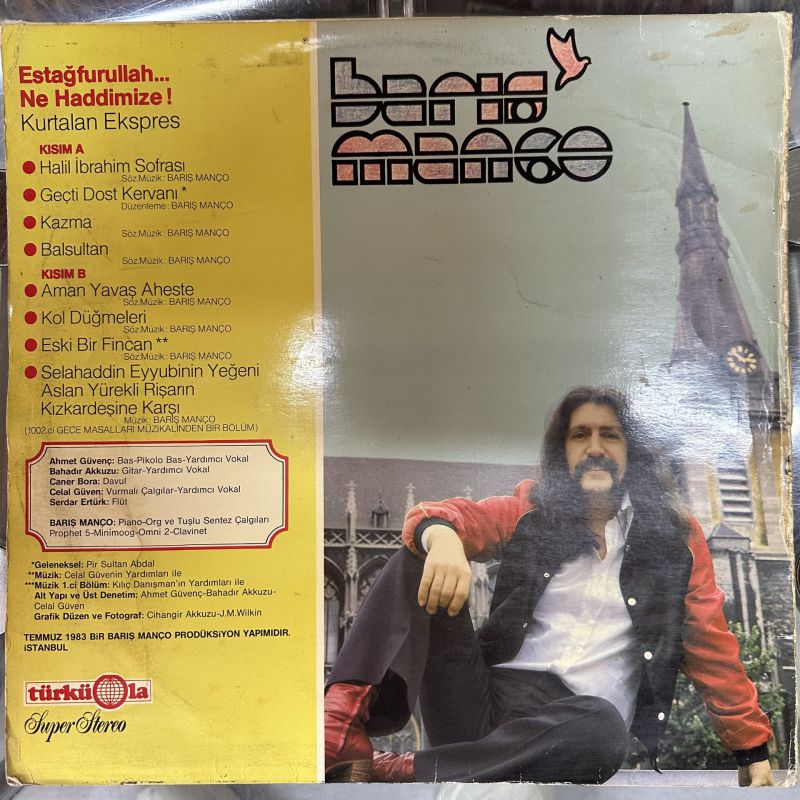 Estağfurullah...
Ne Haddimize!
Kurtalan Ekspres
KISIM A
Halil İbrahim Sofrası
Söz.Müzik: BARIŞ MANÇO
Geçti Dost Kervanı*
Düzenleme: BARIŞ MANÇO
Kazma
Söz.Müzik: BARIŞ MANÇO
Balsultan
Söz.Müzik: BARIŞ MANÇO
KISIM B
Aman Yavaş Aheste
Söz.Müzik: BARIŞ MANÇO
Kol Düğmeleri
Söz.Müzik: BARIŞ MANÇO
Eski Bir Fincan**
Söz.Müzik: BARIŞ MANÇO
Selahaddin Eyyubinin Yeğeni
Aslan Yürekli Rişarın
Kızkardeşine Karşı
Müzik: BARIŞ MANÇO
(1002.ci GECE MASALLARI MÜZİKALİNDEN BİR BÖLÜM)
Ahmet Güvenç: Bas-Pikolo Bas-Yardımcı Vokal
Bahadır Akkuzu: Gitar-Yardımcı Vokal
Caner Bora: Davul
Celal Güven: Vurmalı Çalgılar-Yardımcı Vokal
Serdar Ertürk: Flüt
BARIŞ MANÇO: Piano-Org ve Tuşlu Sentez Çalgıları
Prophet 5-Minimoog-Omni 2-Clavinet
*Geleneksel: Pir Sultan Abdal
**Müzik: Celal Güvenin Yardımları ile
***Müzik 1.ci Bölüm: Kılıç Danışman'ın Yardımları ile
Alt Yapı ve Üst Denetim: Ahmet Güvenç-Bahadır Akkuzu-
Celal Güven
Grafik Düzen ve Fotograf: Cihangir Akkuzu-J.M.Wilkin
TEMMUZ 1983 BİR BARIŞ MANÇO PRODÜKSİYON YAPIMIDIR.
İSTANBUL
türküola
Super Stereo
barış
manço